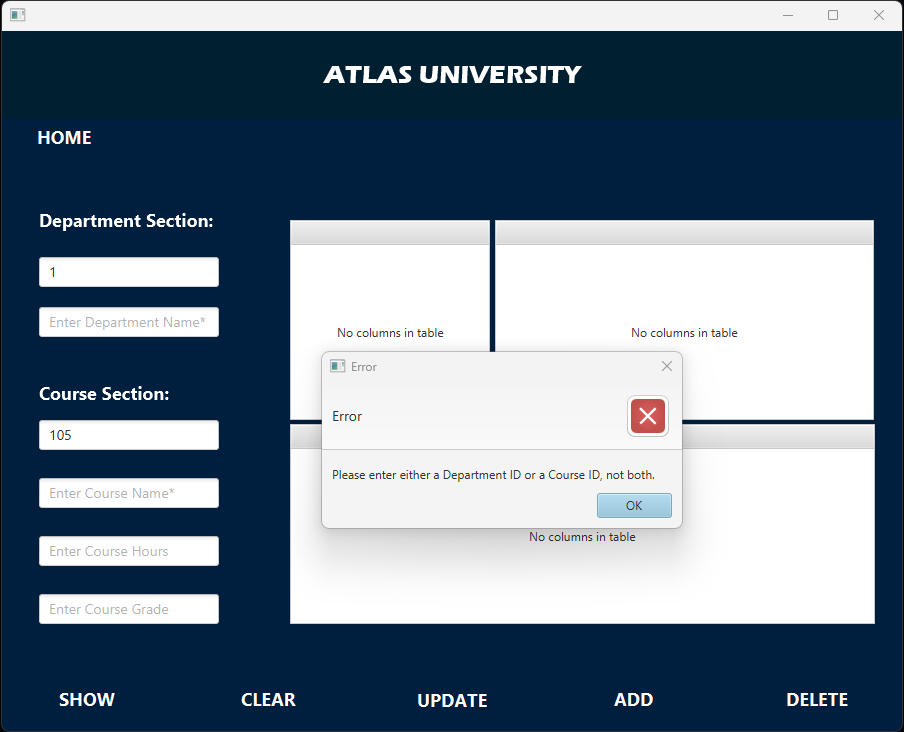 ATLAS UNIVERSITY
HOME
Department Section:
1
Enter Department Name*
Course Section:
105
Enter Course Name*
Enter Course Hours
Enter Course Grade
No columns in table
No columns in table
Error
Error
Please enter either a Department ID or a Course ID, not both.
OK
No columns in table
SHOW
CLEAR
UPDATE
ADD
DELETE